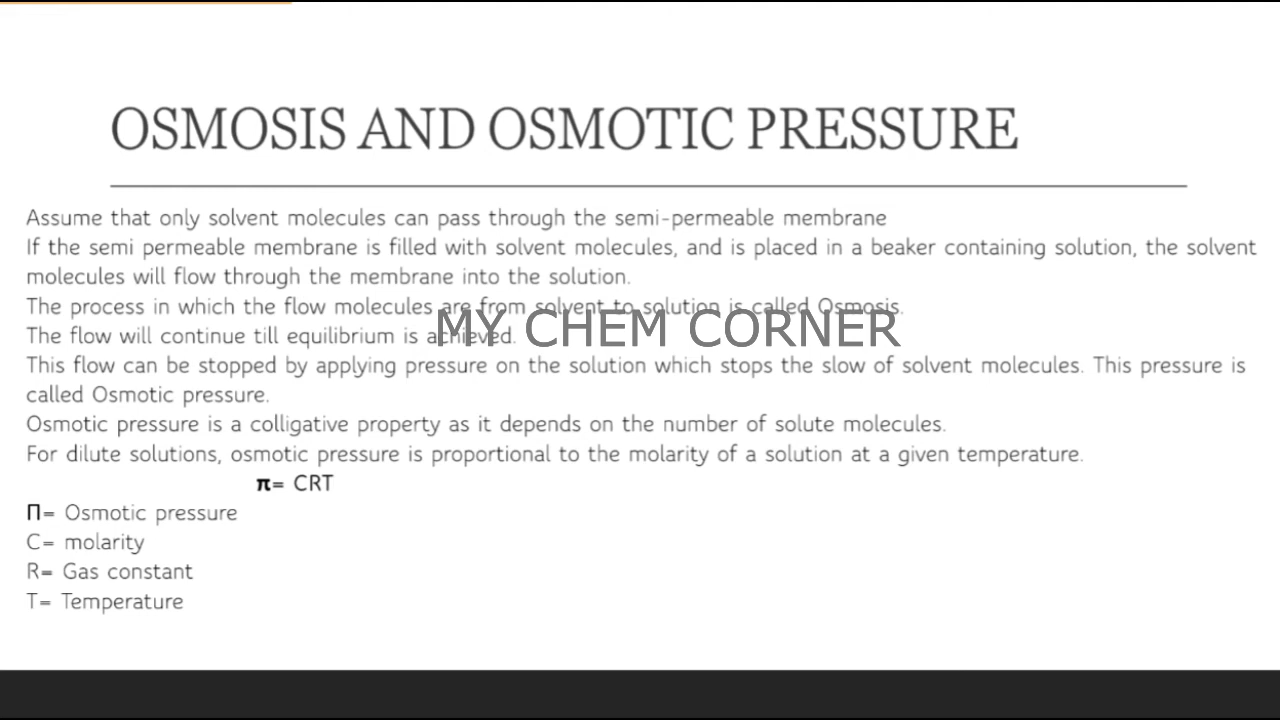 OSMOSIS AND OSMOTIC PRESSURE
Assume that only solvent molecules can pass through the semi-permeable membrane
If the semi permeable membrane is filled with solvent molecules, and is placed in a beaker containing solution, the solvent
molecules will flow through the membrane into the solution.
The process in which the flow molecules are from solvent to solution is called Osmosis.
MY CHEM CORNER
The flow will continue till equilibrium is achieved.
This flow can be stopped by applying pressure on the solution which stops the slow of solvent molecules. This pressure is
called Osmotic pressure.
Osmotic pressure is a colligative property as it depends on the number of solute molecules.
For dilute solutions, osmotic pressure is proportional to the molarity of a solution at a given temperature.
π= CRT
Π= Osmotic pressure
C= molarity
R= Gas constant
T= Temperature